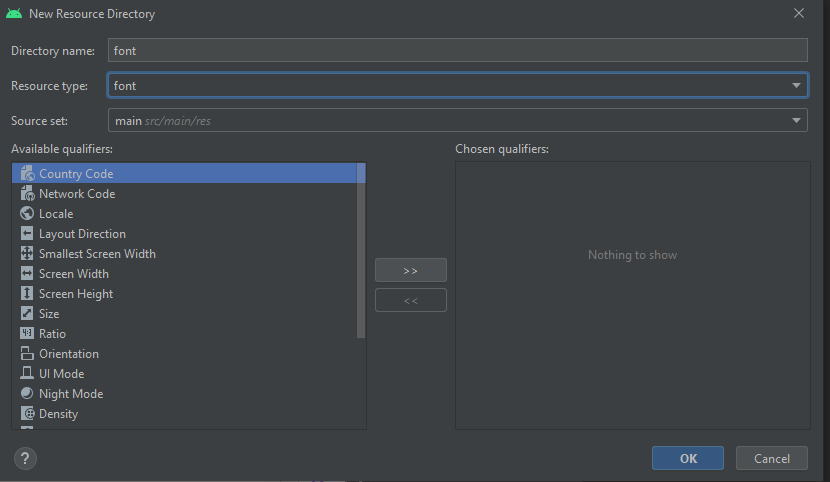 New Resource Directory
Directory name: font
Resource type: font
Source set: main src/main/res
Available qualifiers:
Chosen qualifiers:
Country Code
Network Code
Locale
Layout Direction
Smallest Screen Width
Screen Width
Screen Height
Size
4:3 Ratio
Orientation
UI Mode
Night Mode
Density
>>
<<
Nothing to show
?
OK
Cancel